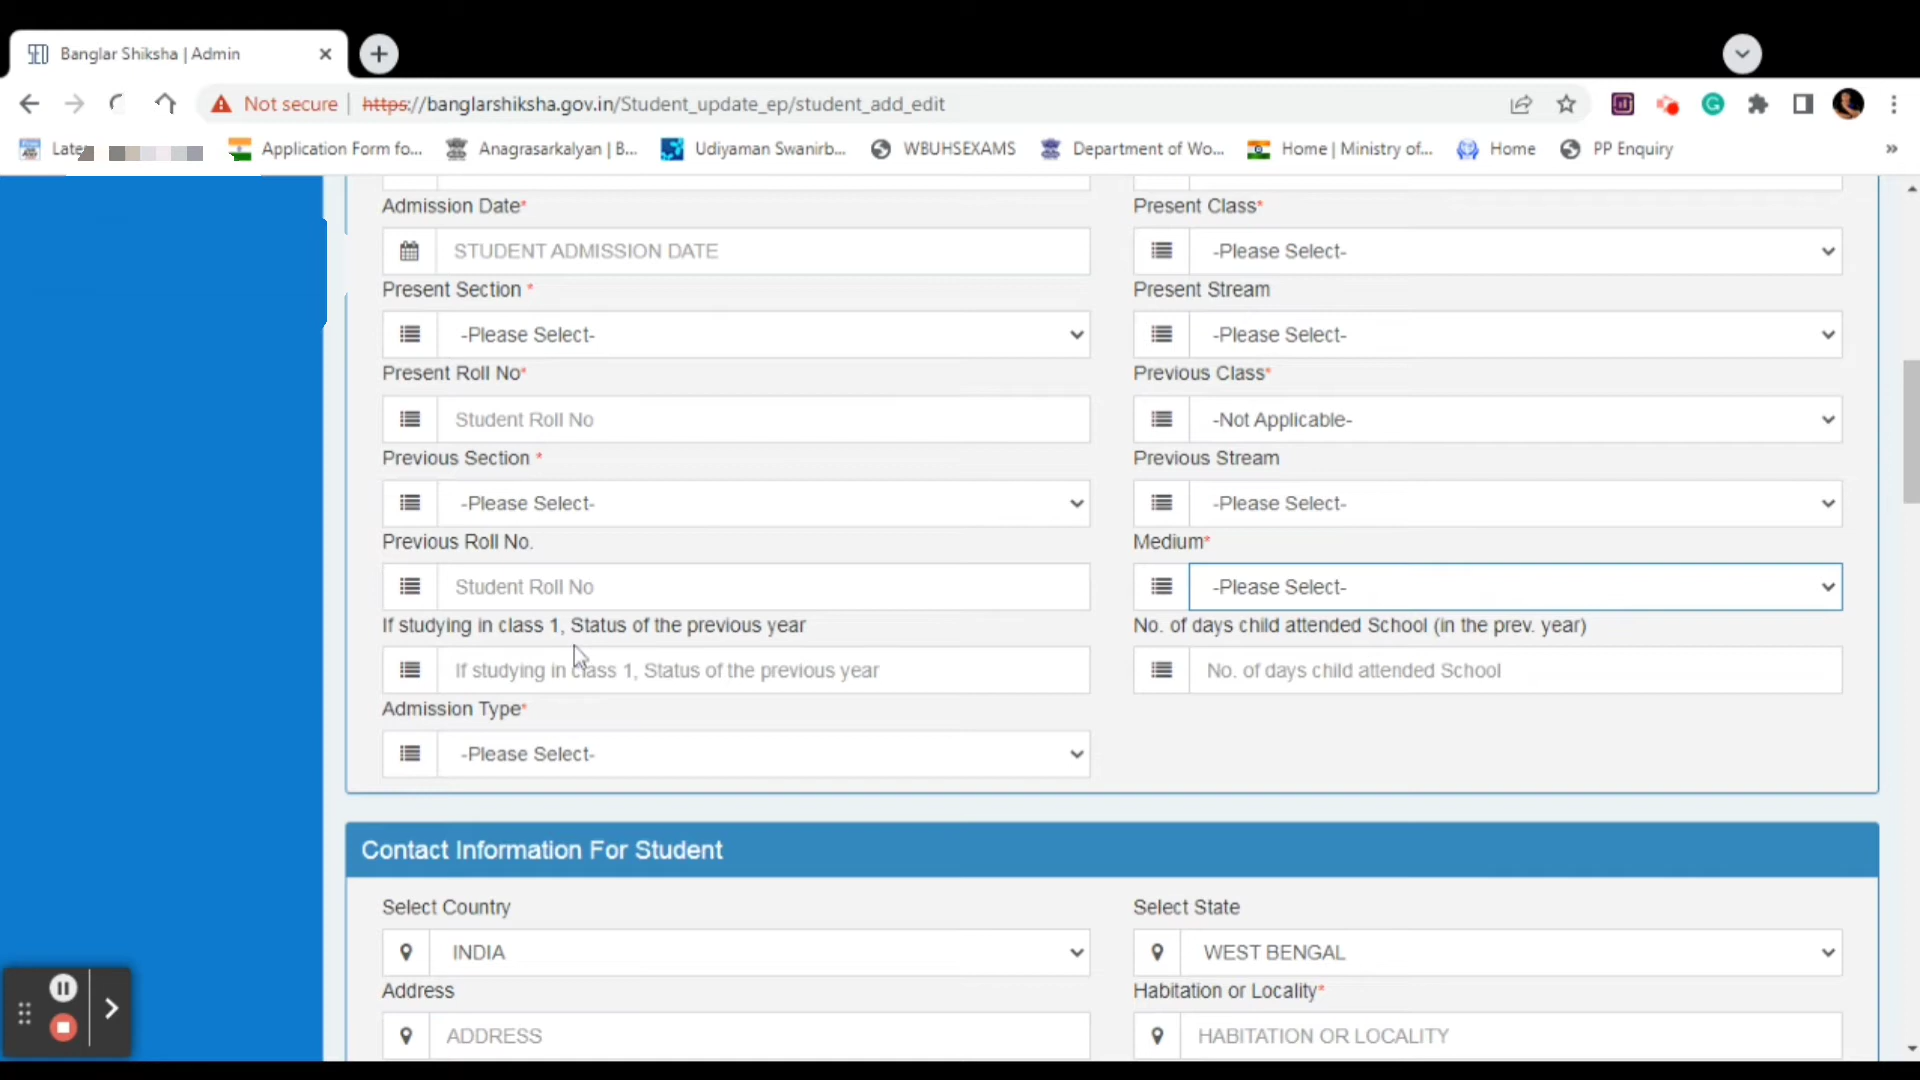 Banglar Shiksha | Admin
Not secure https://banglarshiksha.gov.in/Student_update_ep/student_add_edit
Application Form fo... Anagrasarkalyan | B... Udiyaman Swanirb... WBUHSEXAMS Department of Wo... Home | Ministry of... Home PP Enquiry »
Admission Date* Present Class*
STUDENT ADMISSION DATE -Please Select-
Present Section * Present Stream
-Please Select- -Please Select-
Present Roll No* Previous Class*
Student Roll No -Not Applicable-
Previous Section * Previous Stream
-Please Select- -Please Select-
Previous Roll No. Medium*
Student Roll No -Please Select-
If studying in class 1, Status of the previous year No. of days child attended School (in the prev. year)
If studying in class 1, Status of the previous year No. of days child attended School
Admission Type*
-Please Select-
Contact Information For Student
Select Country Select State
INDIA WEST BENGAL
Address Habitation or Locality*
ADDRESS HABITATION OR LOCALITY